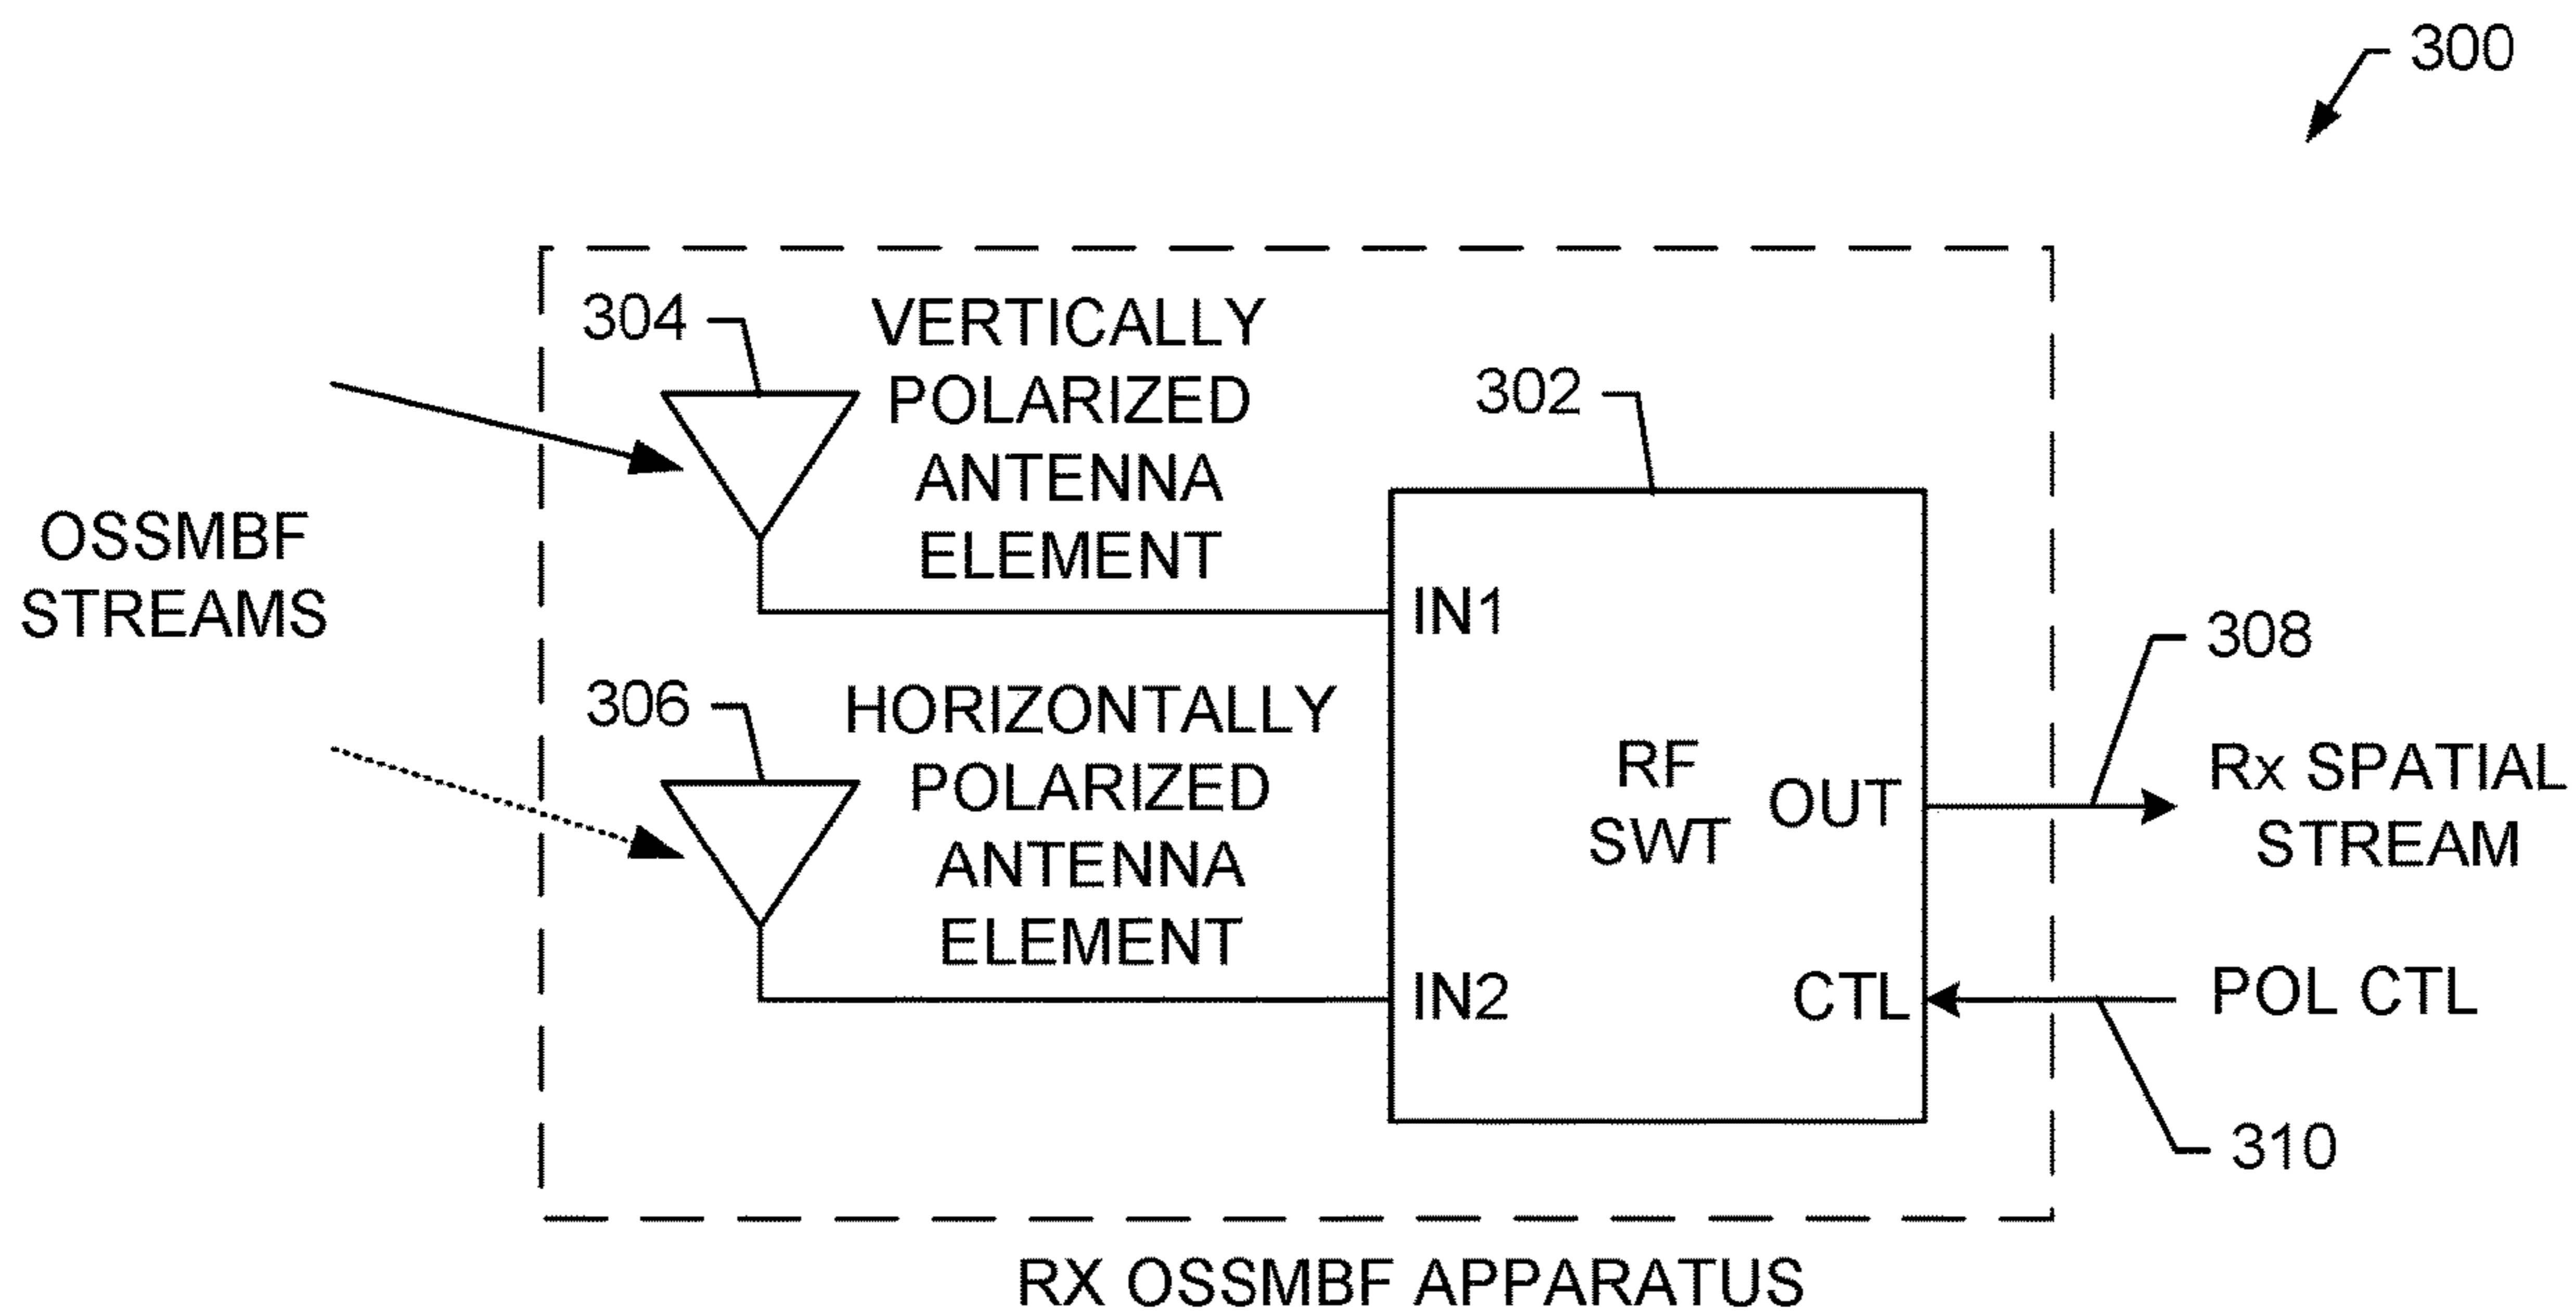 300
304
VERTICALLY
POLARIZED
ANTENNA
ELEMENT
302
OSSMBF
STREAMS
IN1
308
306
HORIZONTALLY
POLARIZED
ANTENNA
ELEMENT
RF
SWT
OUT
Rx SPATIAL
STREAM
IN2
CTL
POL CTL
310
RX OSSMBF APPARATUS